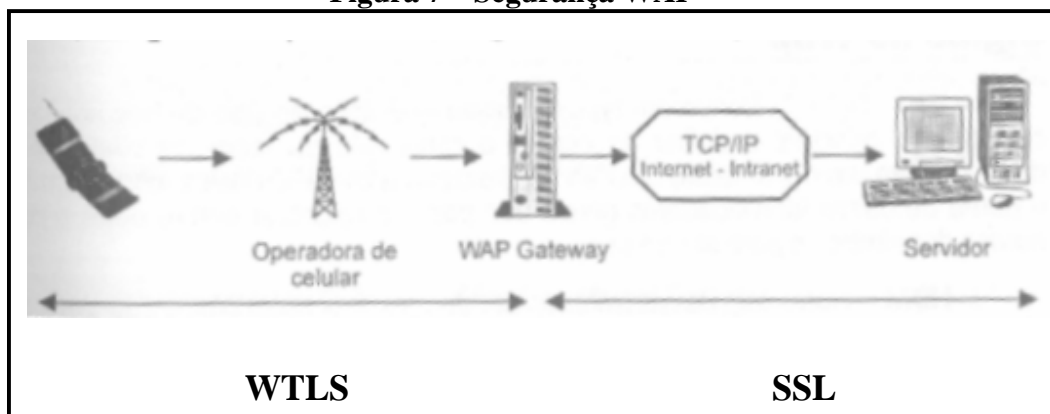 Figura 7 – Segurança WAP
TCP/IP
Internet - Intranet
Operadora de
celular
WAP Gateway
Servidor
WTLS
SSL